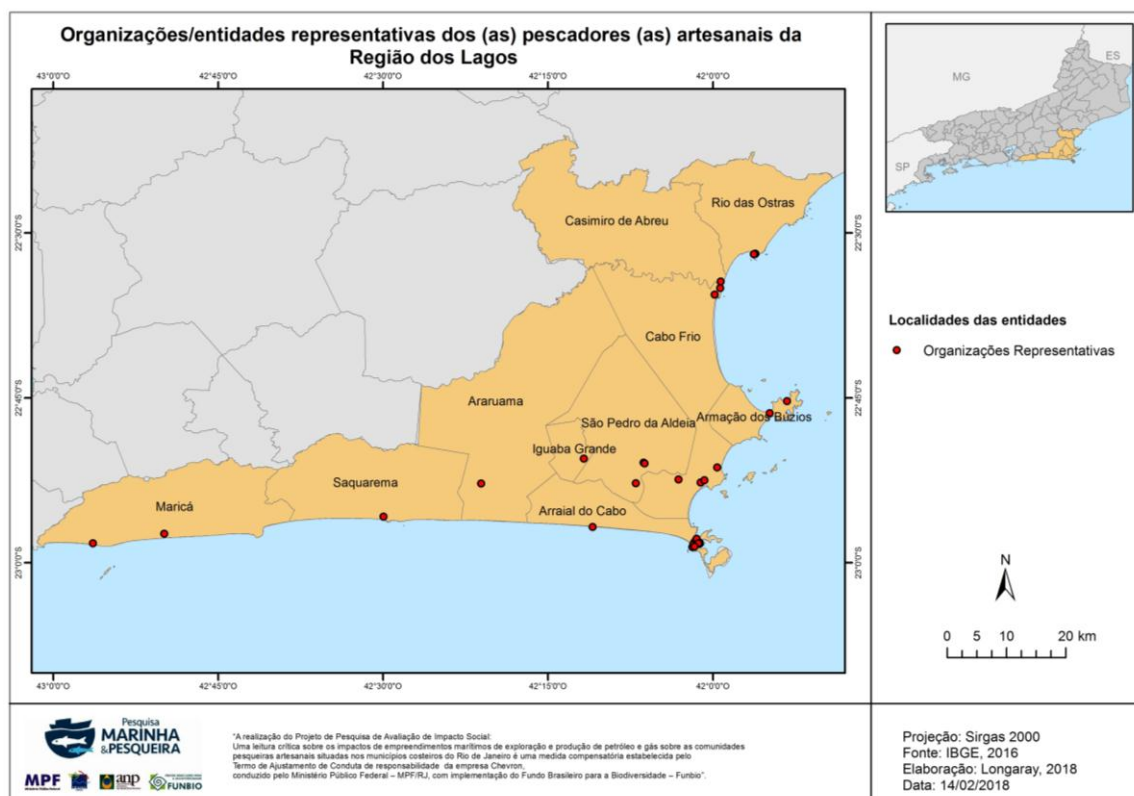 Organizações/entidades representativas dos (as) pescadores (as) artesanais da
Região dos Lagos
43°0'0"O
42°45'0"O
42°30'0"O
42°15'0"O
42°0'0"O
22°30'0"S
22°45'0"S
23°0'0"S
Rio das Ostras
Casimiro de Abreu
Cabo Frio
Araruama
São Pedro da Aldeia
Armação dos Búzios
Iguaba Grande
Saquarema
Maricá
Arraial do Cabo
22°30'0"S
22°45'0"S
23°0'0"S
43°0'0"O
42°45'0"O
42°30'0"O
42°15'0"O
42°0'0"O
MG
ES
SP
Localidades das entidades
Organizações Representativas
N
0 5 10 20 km
Pesquisa
MARINHA
&PESQUEIRA
MPF
anp
FUNBIO
"A realização do Projeto de Pesquisa de Avaliação de Impacto Social:
Uma leitura crítica sobre os impactos de empreendimentos marítimos de exploração e produção de petróleo e gás sobre as comunidades
pesqueiras artesanais situadas nos municípios costeiros do Rio de Janeiro é uma medida compensatória estabelecida pelo
Termo de Ajustamento de Conduta de responsabilidade da empresa Chevron,
conduzido pelo Ministério Público Federal – MPF/RJ, com implementação do Fundo Brasileiro para a Biodiversidade – Funbio".
Projeção: Sirgas 2000
Fonte: IBGE, 2016
Elaboração: Longaray, 2018
Data: 14/02/2018